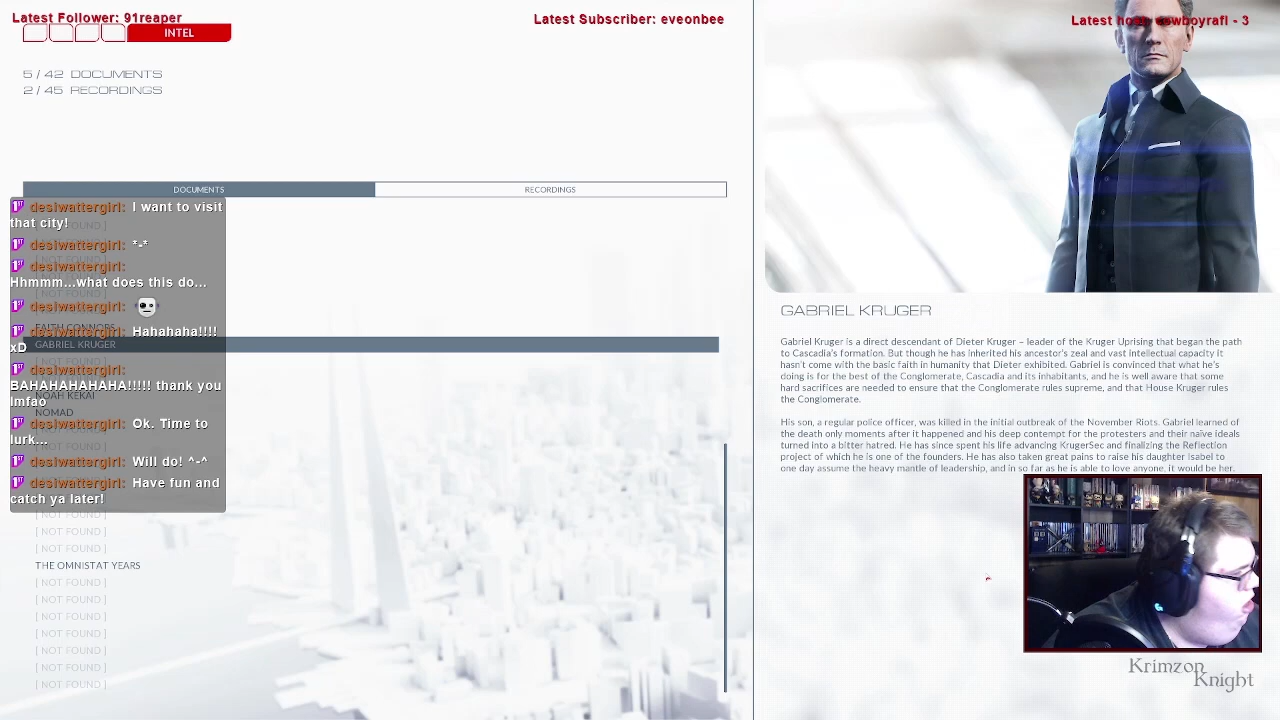 Latest Follower: 91reaper
Latest Subscriber: eveonbee
Latest host: cowboyrafl - 3
INTEL
5 / 42 DOCUMENTS
2 / 45 RECORDINGS
DOCUMENTS
RECORDINGS
desiwattergirl: I want to visit
that city!
desiwattergirl: *-*
desiwattergirl:
Hhmmm...what does this do...
desiwattergirl:
desiwattergirl: Hahahaha!!!!
xD
desiwattergirl:
BAHAHAHAHAHA!!!!! thank you
lmfao
desiwattergirl: Ok. Time to
lurk...
desiwattergirl: Will do! ^-^
desiwattergirl: Have fun and
catch ya later!
FAITH CONNORS
GABRIEL KRUGER
[ NOT FOUND ]
NOAH KEKAI
NOMAD
[ NOT FOUND ]
[ NOT FOUND ]
[ NOT FOUND ]
[ NOT FOUND ]
THE OMNISTAT YEARS
[ NOT FOUND ]
[ NOT FOUND ]
[ NOT FOUND ]
[ NOT FOUND ]
[ NOT FOUND ]
[ NOT FOUND ]
[ NOT FOUND ]
GABRIEL KRUGER
Gabriel Kruger is a direct descendant of Dieter Kruger – leader of the Kruger Uprising that began the path
to Cascadia's formation. But though he has inherited his ancestor's zeal and vast intellectual capacity it
hasn't come with the basic faith in humanity that Dieter exhibited. Gabriel is convinced that what he's
doing is for the best of the Conglomerate, Cascadia and its inhabitants, and he is well aware that some
hard sacrifices are needed to ensure that the Conglomerate rules supreme, and that House Kruger rules
the Conglomerate.
His son, a regular police officer, was killed in the initial outbreak of the November Riots. Gabriel learned of
the death only moments after it happened and his deep contempt for the protesters and their naïve ideals
turned into a bitter hatred. He has since spent his life advancing KrugerSec and finalizing the Reflection
project of which he is one of the founders. He has also taken great pains to raise his daughter Isabel to
one day assume the heavy mantle of leadership, and in so far as he is able to love anyone, it would be her.
Krimzon
Knight